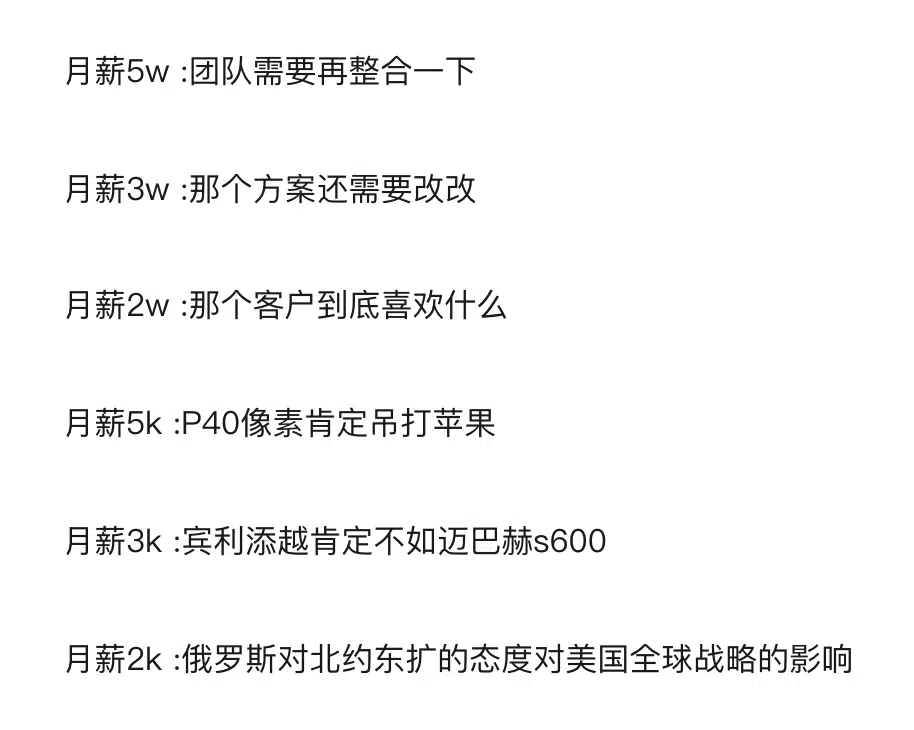 月薪5w :团队需要再整合一下
月薪3w :那个方案还需要改改
月薪2w :那个客户到底喜欢什么
月薪5k :P40像素肯定吊打苹果
月薪3k :宾利添越肯定不如迈巴赫s600
月薪2k :俄罗斯对北约东扩的态度对美国全球战略的影响